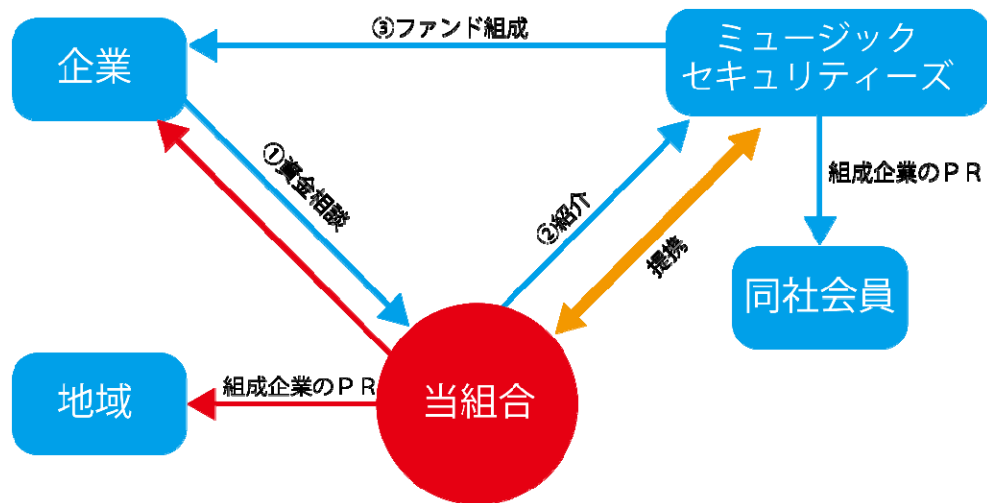 ③ファンド組成
企業
ミュージック
セキュリティーズ
①資金相談
②紹介
提携
組成企業のＰＲ
同社会員
地域
組成企業のＰＲ
当組合